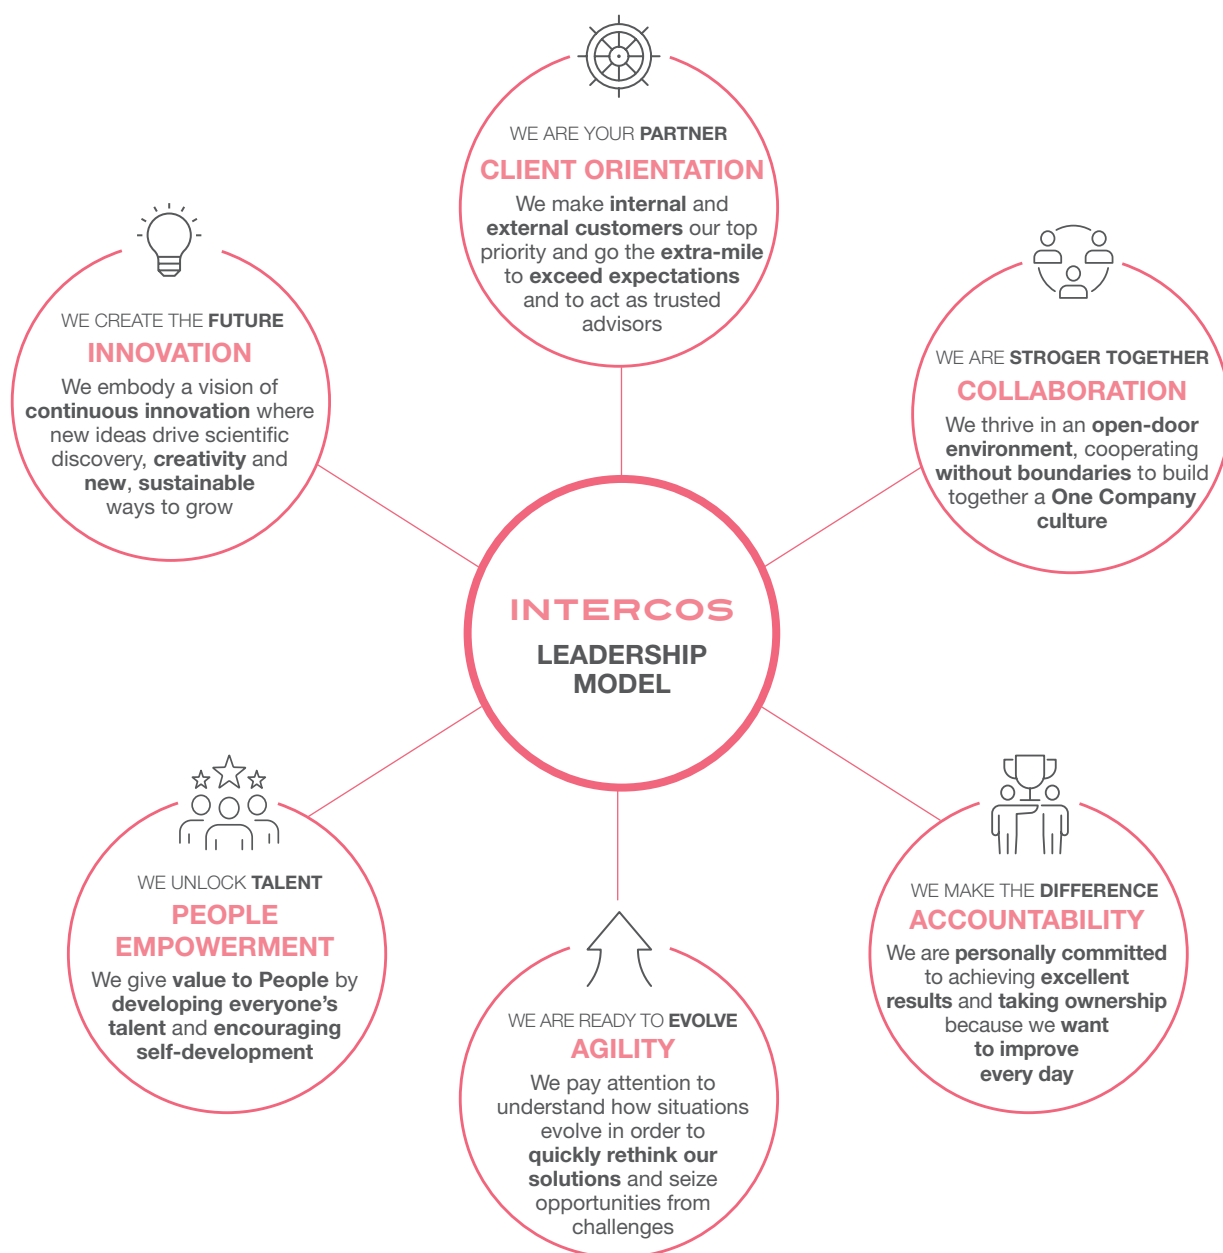 WE ARE YOUR PARTNER
CLIENT ORIENTATION
We make internal and
external customers our top
priority and go the extra-mile
to exceed expectations
and to act as trusted
advisors
WE CREATE THE FUTURE
INNOVATION
We embody a vision of
continuous innovation where
new ideas drive scientific
discovery, creativity and
new, sustainable
ways to grow
WE ARE STROGER TOGETHER
COLLABORATION
We thrive in an open-door
environment, cooperating
without boundaries to build
together a One Company
culture
INTERCOS
LEADERSHIP
MODEL
WE UNLOCK TALENT
PEOPLE
EMPOWERMENT
We give value to People by
developing everyone’s
talent and encouraging
self-development
WE ARE READY TO EVOLVE
AGILITY
We pay attention to
understand how situations
evolve in order to
quickly rethink our
solutions and seize
opportunities from
challenges
WE MAKE THE DIFFERENCE
ACCOUNTABILITY
We are personally committed
to achieving excellent
results and taking ownership
because we want
to improve
every day